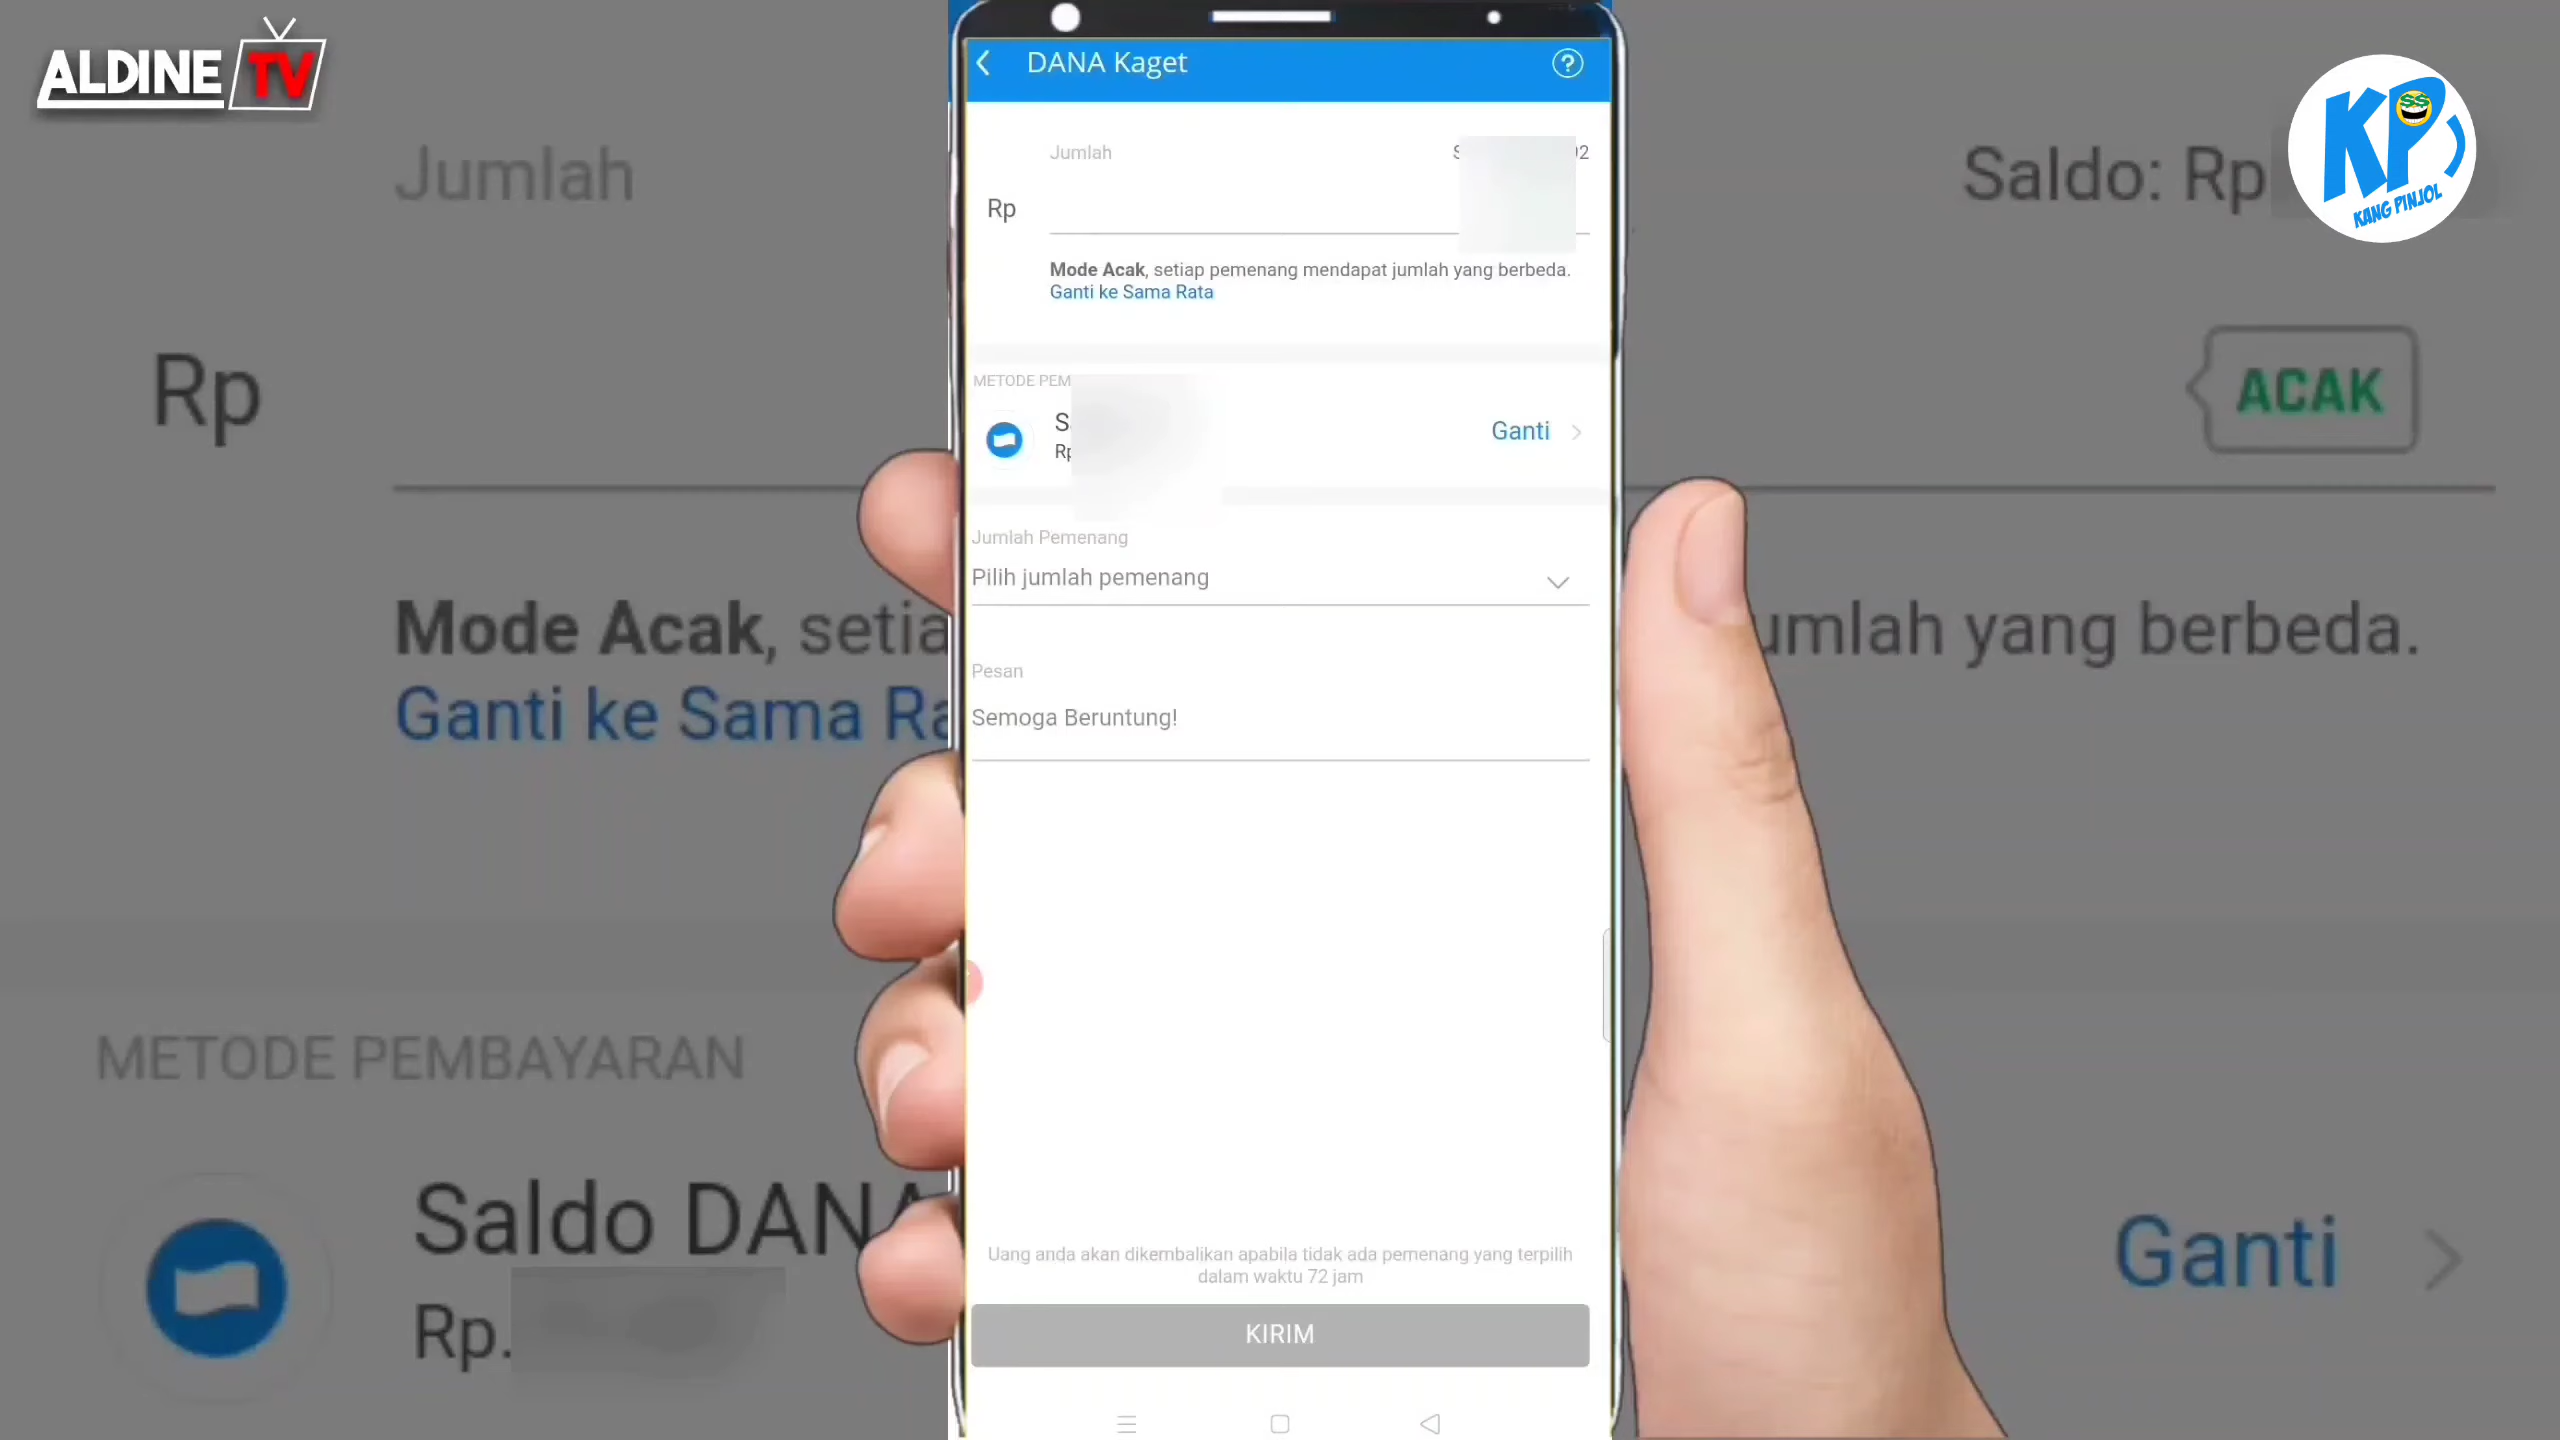 ALDINE TV
KP
KANG PINJOL
DANA Kaget
?
Jumlah
Rp
Mode Acak, setiap pemenang mendapat jumlah yang berbeda.
Ganti ke Sama Rata
METODE PEM
Rp
Ganti
Jumlah Pemenang
Pilih jumlah pemenang
Pesan
Semoga Beruntung!
Uang anda akan dikembalikan apabila tidak ada pemenang yang terpilih
dalam waktu 72 jam
KIRIM
Jumlah
Saldo: Rp
Rp
ACAK
Mode Acak, setia
umlah yang berbeda.
Ganti ke Sama Ra
METODE PEMBAYARAN
Saldo DANA
Rp.
Ganti